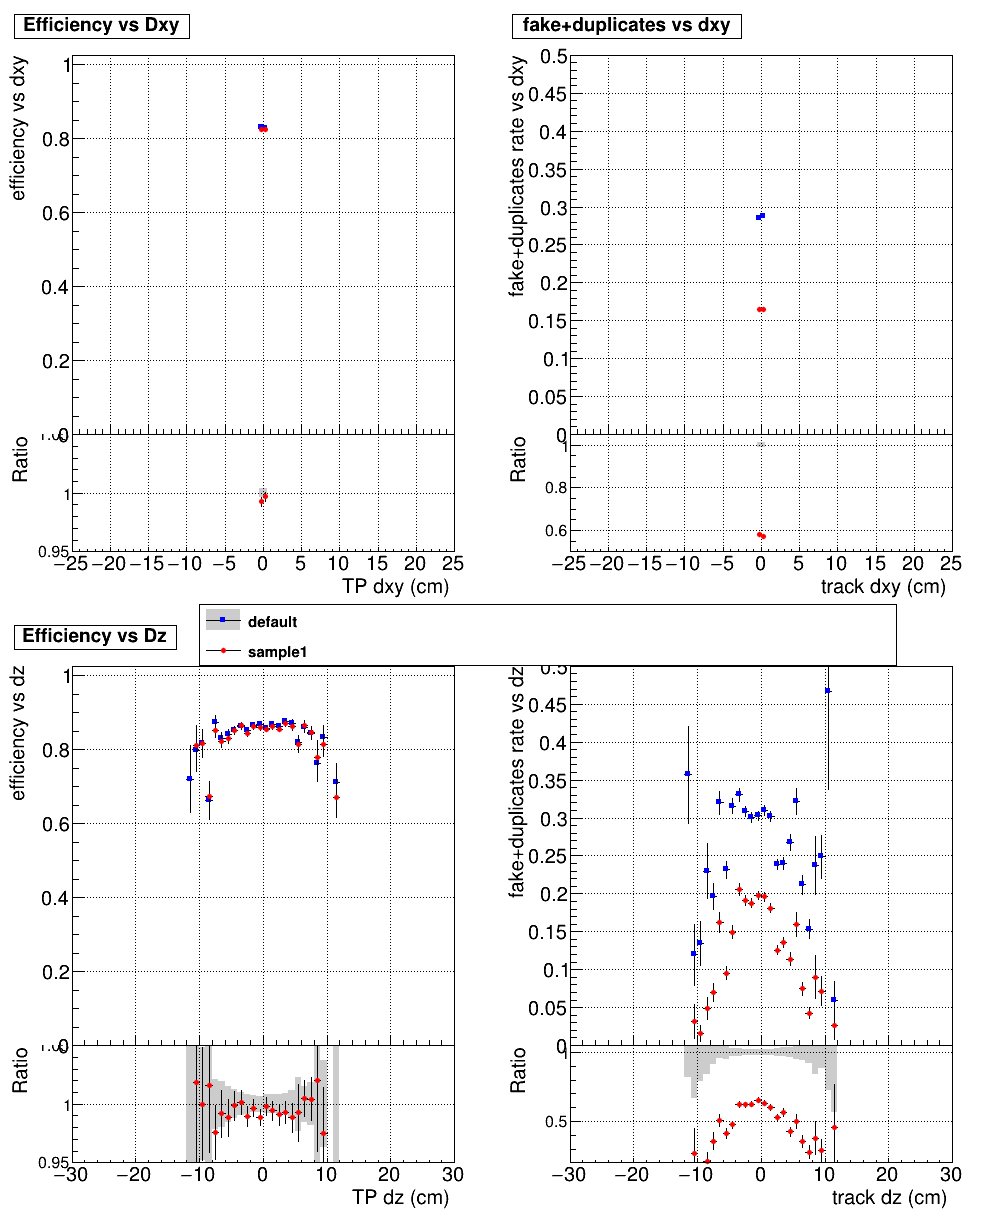 Efficiency vs Dxy
efficiency vs dxy
1
0.8
0.6
0.4
0.2
0
Ratio
1
0.95
−25 −20 −15 −10 −5 0 5 10 15 20 25
TP dxy (cm)
fake+duplicates vs dxy
fake+duplicates rate vs dxy
0.5
0.45
0.4
0.35
0.3
0.25
0.2
0.15
0.1
0.05
0
Ratio
1
0.8
0.6
−25 −20 −15 −10 −5 0 5 10 15 20 25
track dxy (cm)
default
sample1
Efficiency vs Dz
efficiency vs dz
1
0.8
0.6
0.4
0.2
0
Ratio
1
0.95
−30 −20 −10 0 10 20 30
TP dz (cm)
fake+duplicates rate vs dz
0.5
0.45
0.4
0.35
0.3
0.25
0.2
0.15
0.1
0.05
0
Ratio
1
0.5
−30 −20 −10 0 10 20 30
track dz (cm)